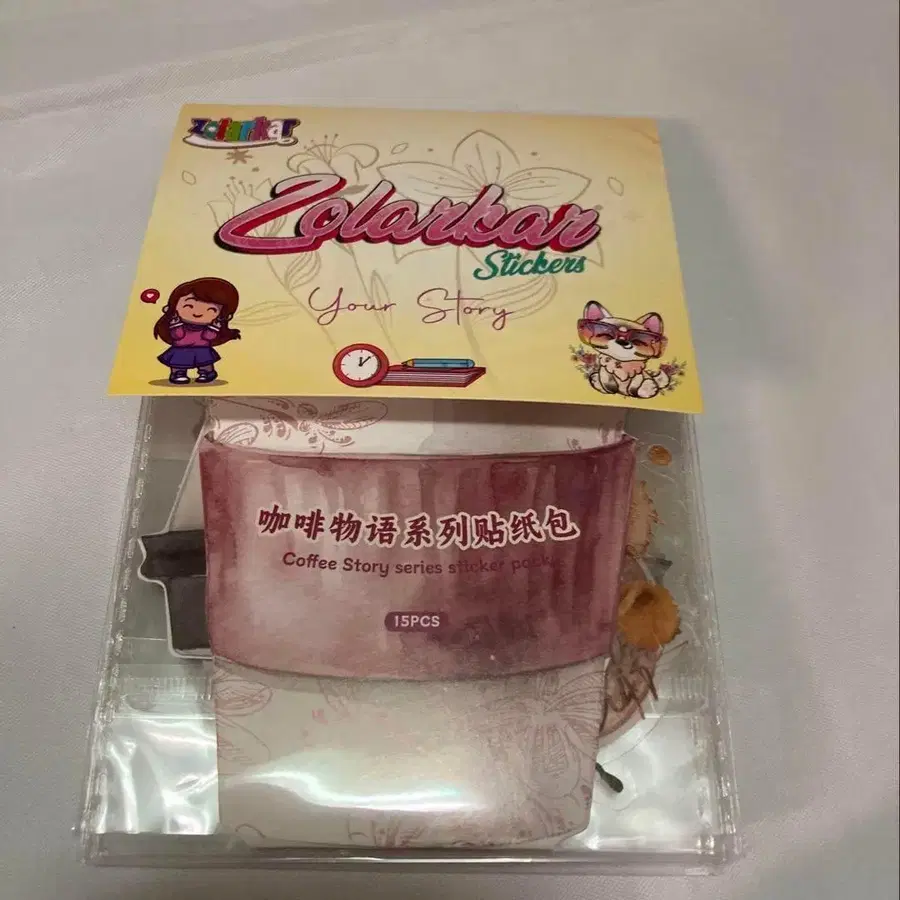 Zolarkar
Zolarkar
Stickers
Your Story
咖啡物语系列贴纸包
Coffee Story series sticker pack
15PCS